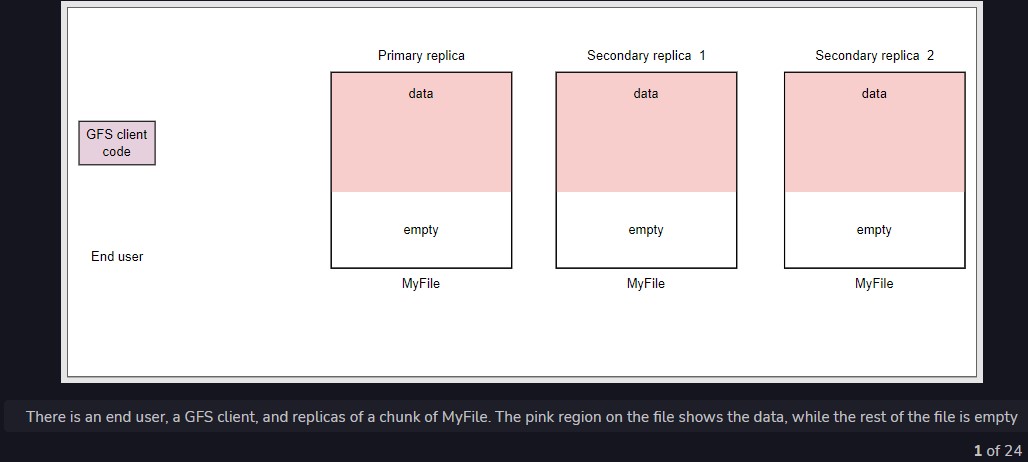 Primary replica
Secondary replica 1
Secondary replica 2
data
data
data
GFS client
code
empty
empty
empty
End user
MyFile
MyFile
MyFile
There is an end user, a GFS client, and replicas of a chunk of MyFile. The pink region on the file shows the data, while the rest of the file is empty
1 of 24